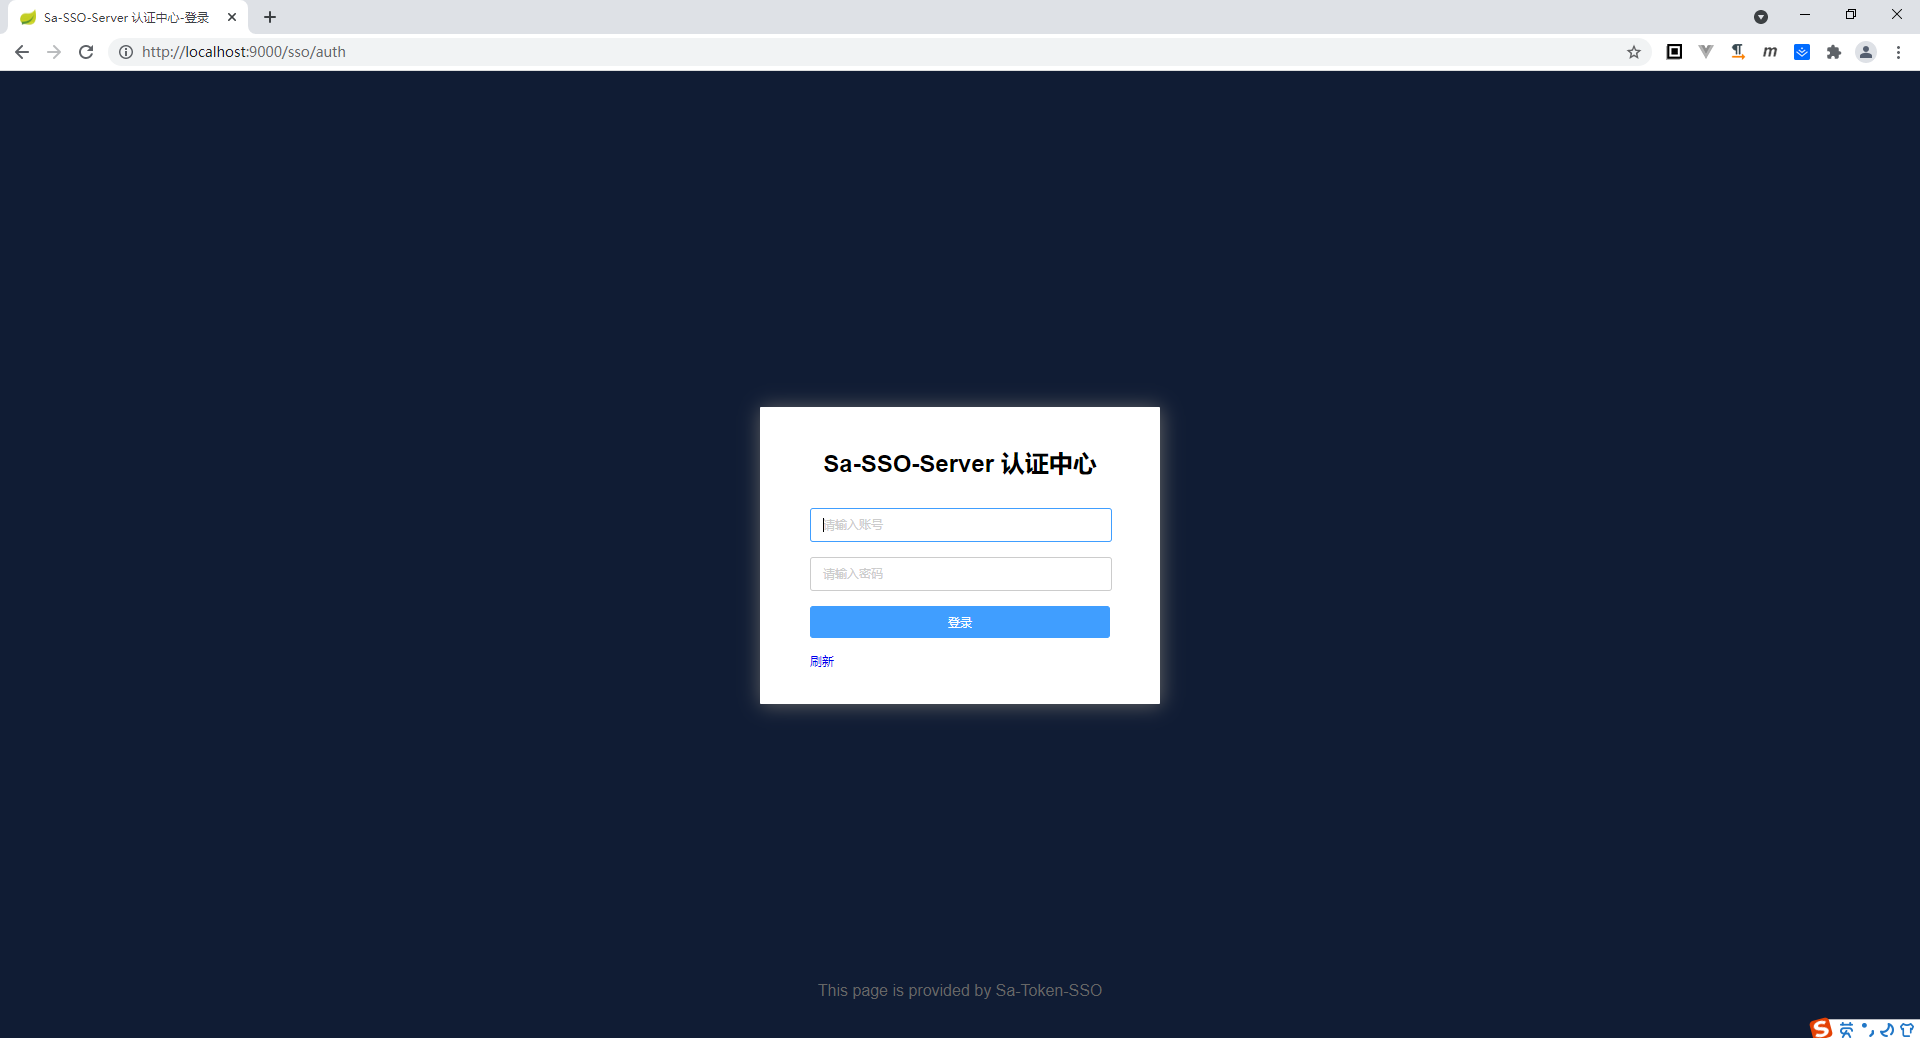 Sa-SSO-Server 认证中心-登录
http://localhost:9000/sso/auth
Sa-SSO-Server 认证中心
请输入账号
请输入密码
登录
刷新
This page is provided by Sa-Token-SSO
英